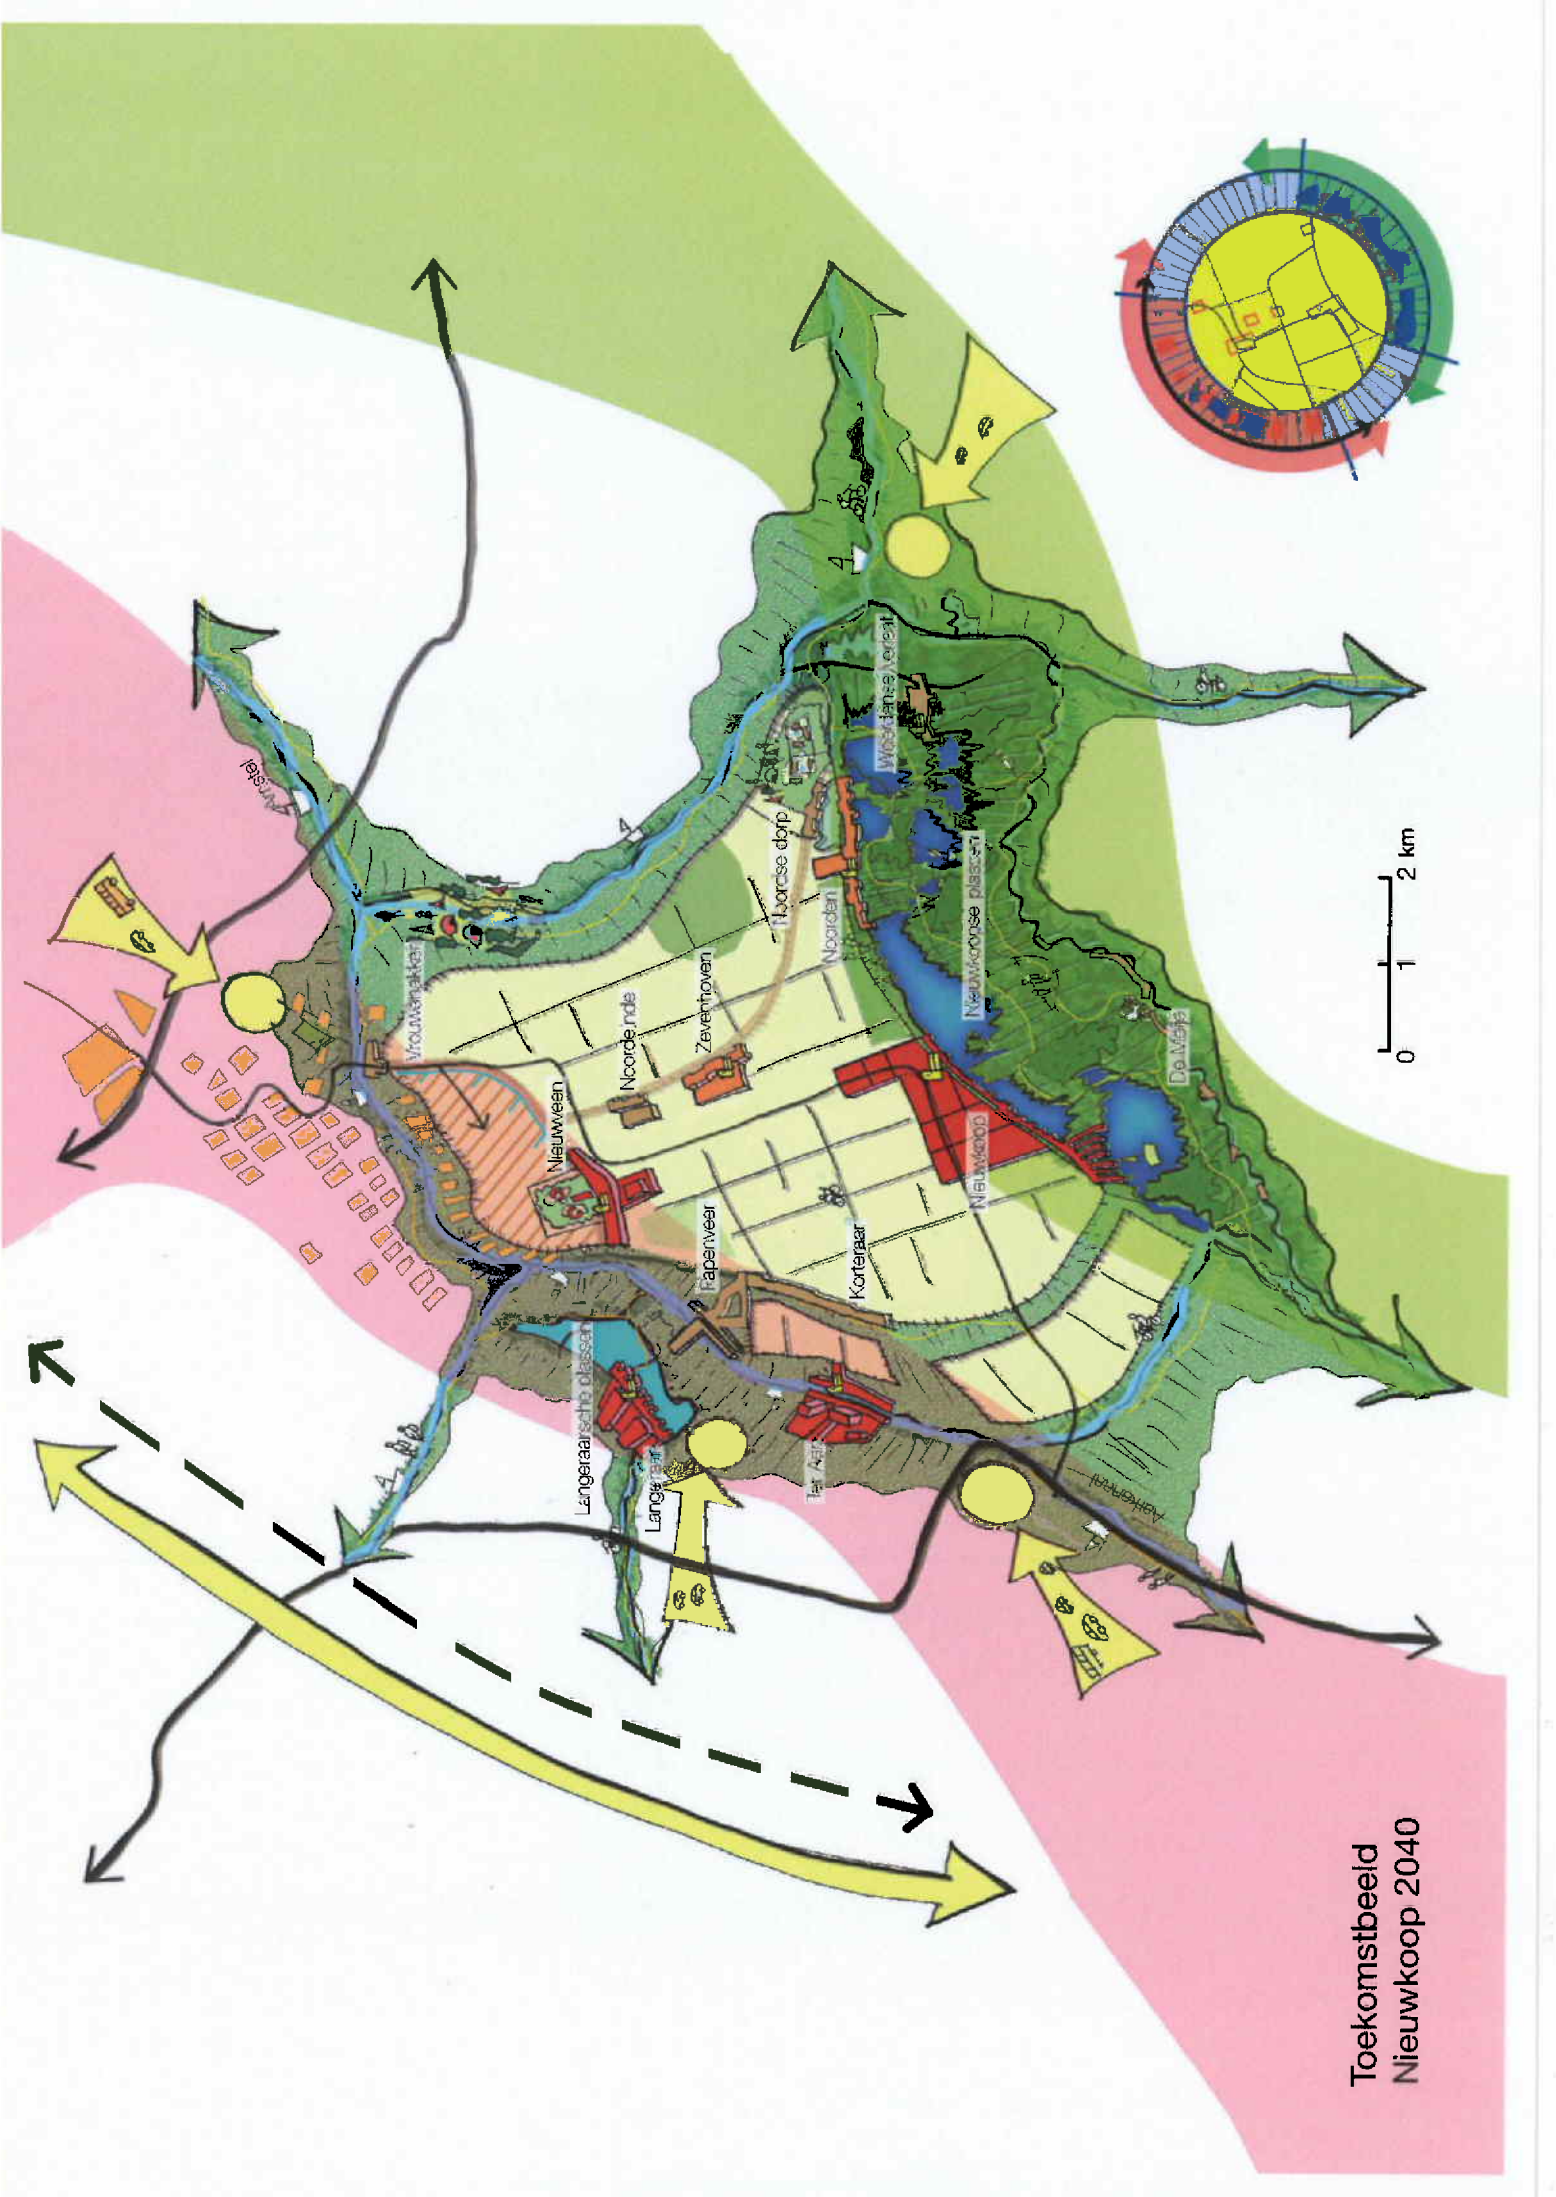 Amstel
Vrouwenakker
Noordse dorp
Woerdense verlaat
Noorden
Zevenhoven
Noordeinde
Nieuwveen
Nieuwkoopse plassen
De Meije
Nieuwkoop
Papenveer
Korteraar
Langeraarsche plassen
Langeraar
Ter Aar
Aarkanaal
0 1 2 km
Toekomstbeeld
Nieuwkoop 2040